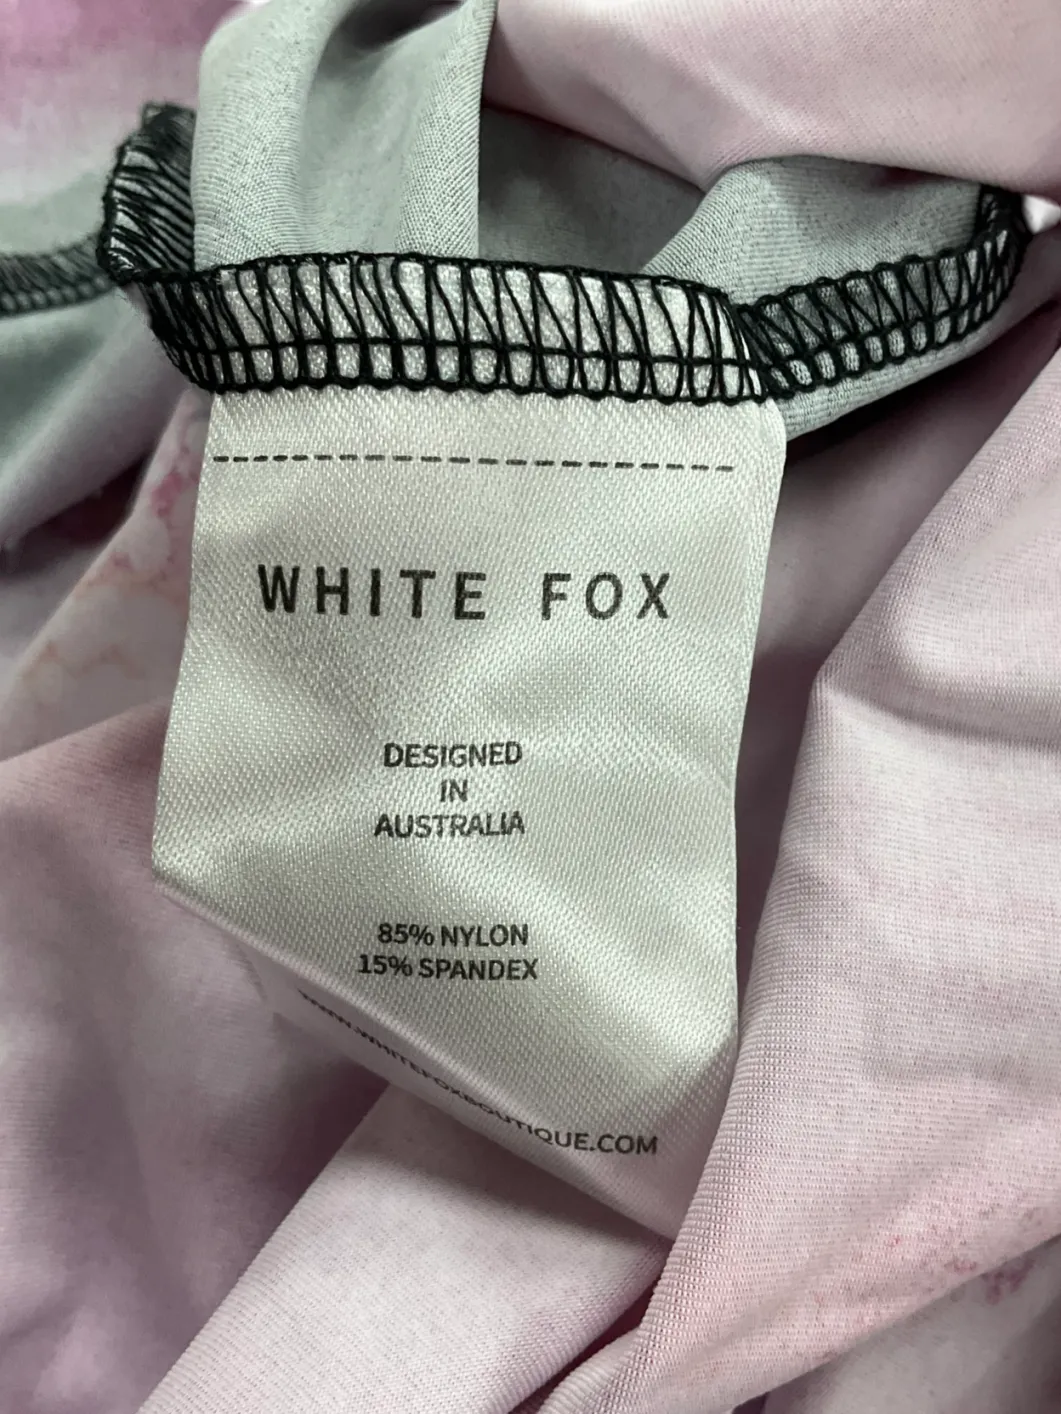 WHITE FOX
DESIGNED
IN
AUSTRALIA
85% NYLON
15% SPANDEX
WWW.WHITEFOXBOUTIQUE.COM